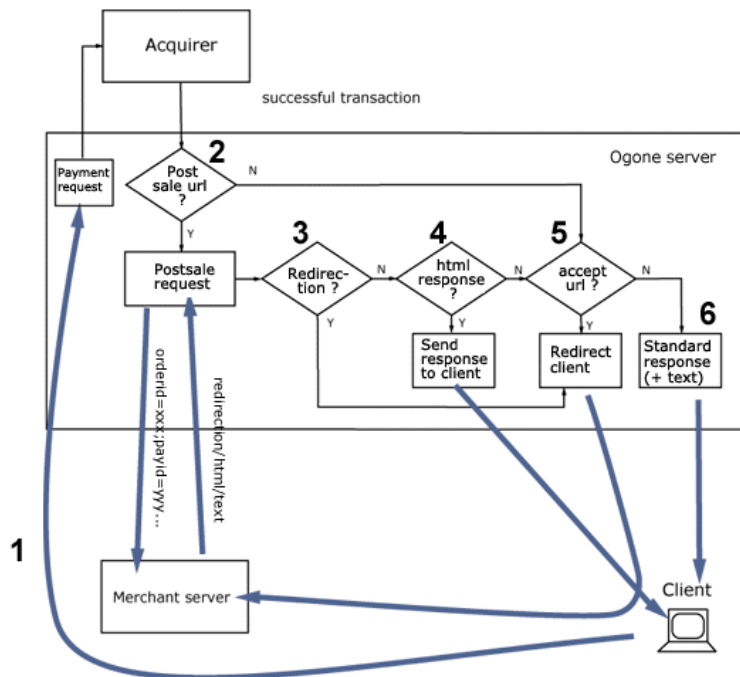 Acquirer
successful transaction
Ogone server
Payment
request
2
Post
sale url
?
N
Y
Postsale
request
3
Redirec-
tion ?
N
Y
4
html
response
?
N
Y
5
accept
url ?
N
Y
6
Send
response
to client
Redirect
client
Standard
response
(+ text)
orderid=xxx;payid=yyy...
redirection/html/text
1
Merchant server
Client